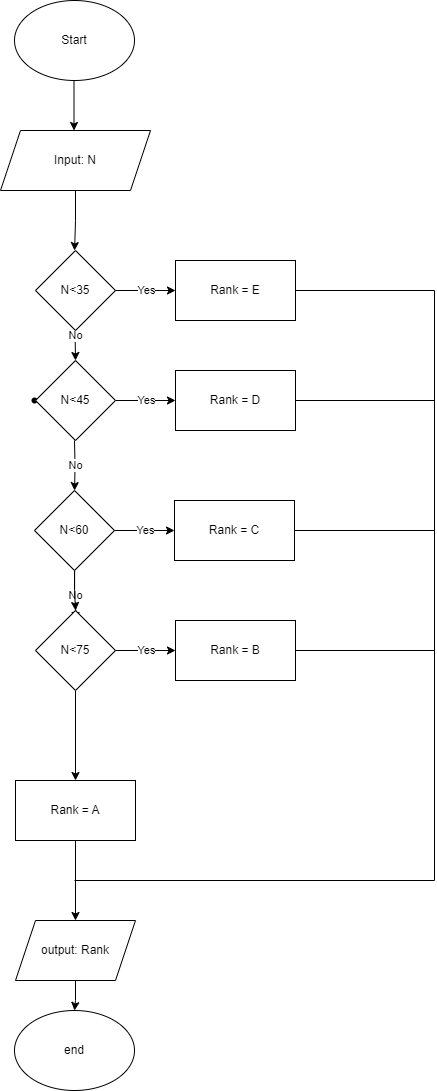 Start
Input: N
N<35
Yes
Rank = E
No
N<45
Yes
Rank = D
No
N<60
Yes
Rank = C
No
N<75
Yes
Rank = B
Rank = A
output: Rank
end